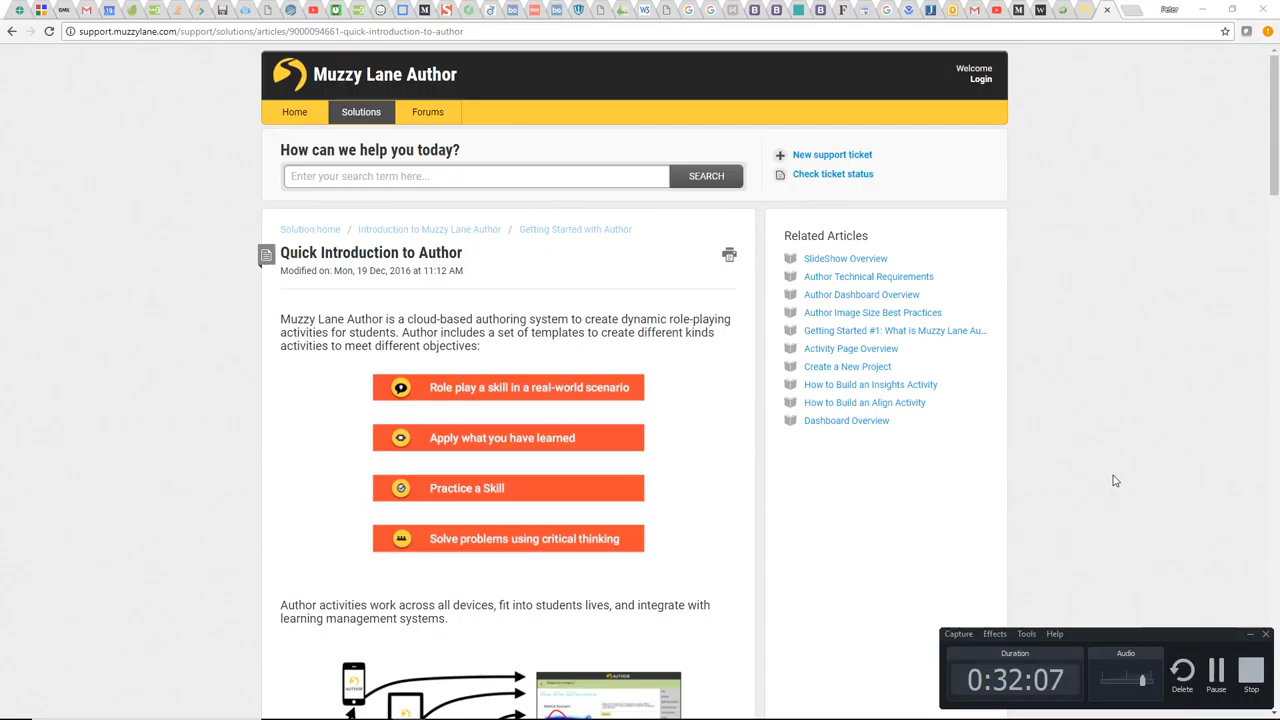 GMX
Peter
support.muzzylane.com/support/solutions/articles/9000094661-quick-introduction-to-author
Muzzy Lane Author
Welcome
Login
Home
Solutions
Forums
How can we help you today?
Enter your search term here...
SEARCH
New support ticket
Check ticket status
Solution home / Introduction to Muzzy Lane Author / Getting Started with Author
Quick Introduction to Author
Modified on: Mon, 19 Dec, 2016 at 11:12 AM
Muzzy Lane Author is a cloud-based authoring system to create dynamic role-playing
activities for students. Author includes a set of templates to create different kinds
activities to meet different objectives:
Role play a skill in a real-world scenario
Apply what you have learned
Practice a Skill
Solve problems using critical thinking
Author activities work across all devices, fit into students lives, and integrate with
learning management systems.
AUTHOR
Related Articles
SlideShow Overview
Author Technical Requirements
Author Dashboard Overview
Author Image Size Best Practices
Getting Started #1: What is Muzzy Lane Au...
Activity Page Overview
Create a New Project
How to Build an Insights Activity
How to Build an Align Activity
Dashboard Overview
Capture Effects Tools Help
Duration
Audio
0:32:07
Delete
Pause
Stop